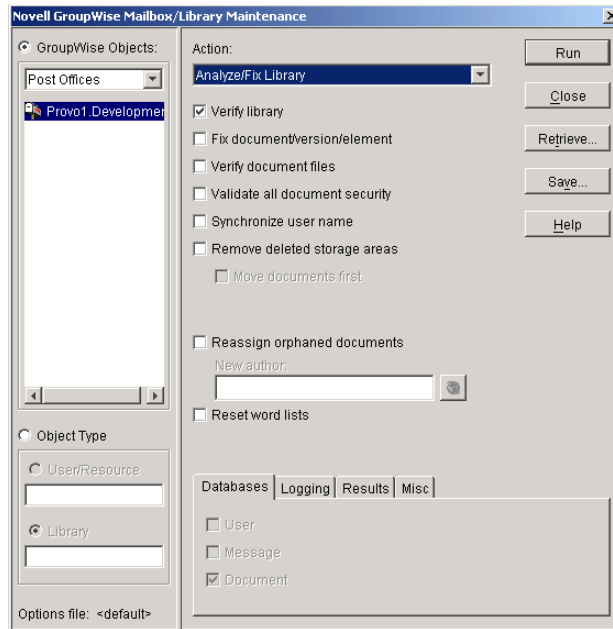 Novell GroupWise Mailbox/Library Maintenance
GroupWise Objects:
Post Offices
Provo1.Developmen
Object Type
User/Resource
Library
Options file: <default>
Action:
Analyze/Fix Library
Verify library
Fix document/version/element
Verify document files
Validate all document security
Synchronize user name
Remove deleted storage areas
Move documents first
Reassign orphaned documents
New author:
Reset word lists
Databases Logging Results Misc
User
Message
Document
Run
Close
Retrieve...
Save...
Help